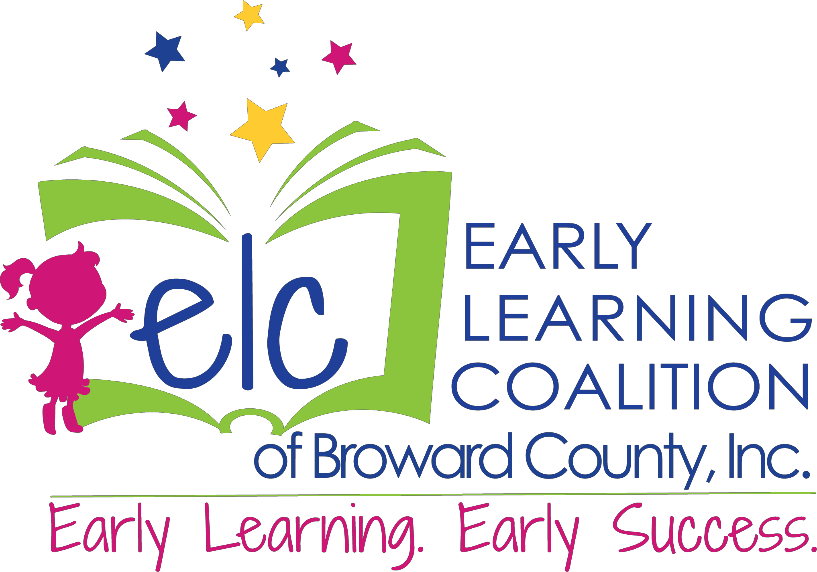 elc
EARLY
LEARNING
COALITION
of Broward County, Inc.
Early Learning. Early Success.